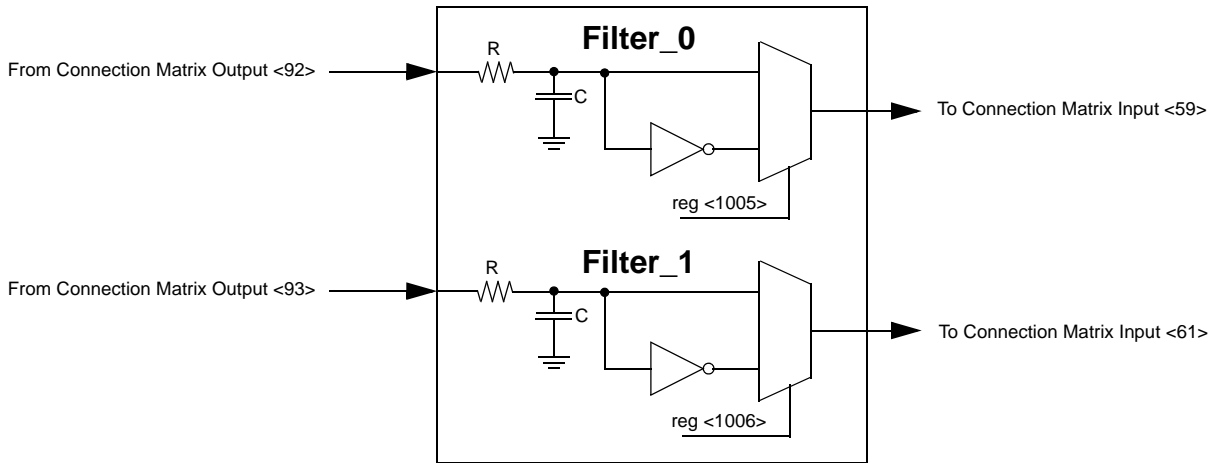 Filter_0
R
From Connection Matrix Output <92>
C
To Connection Matrix Input <59>
reg <1005>
Filter_1
R
From Connection Matrix Output <93>
C
To Connection Matrix Input <61>
reg <1006>